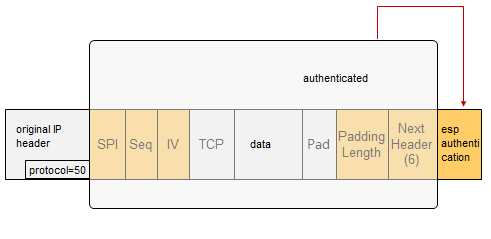 authenticated
original IP
header
protocol=50
SPI
Seq
IV
TCP
data
Pad
Padding
Length
Next
Header
(6)
esp
authenti
cation